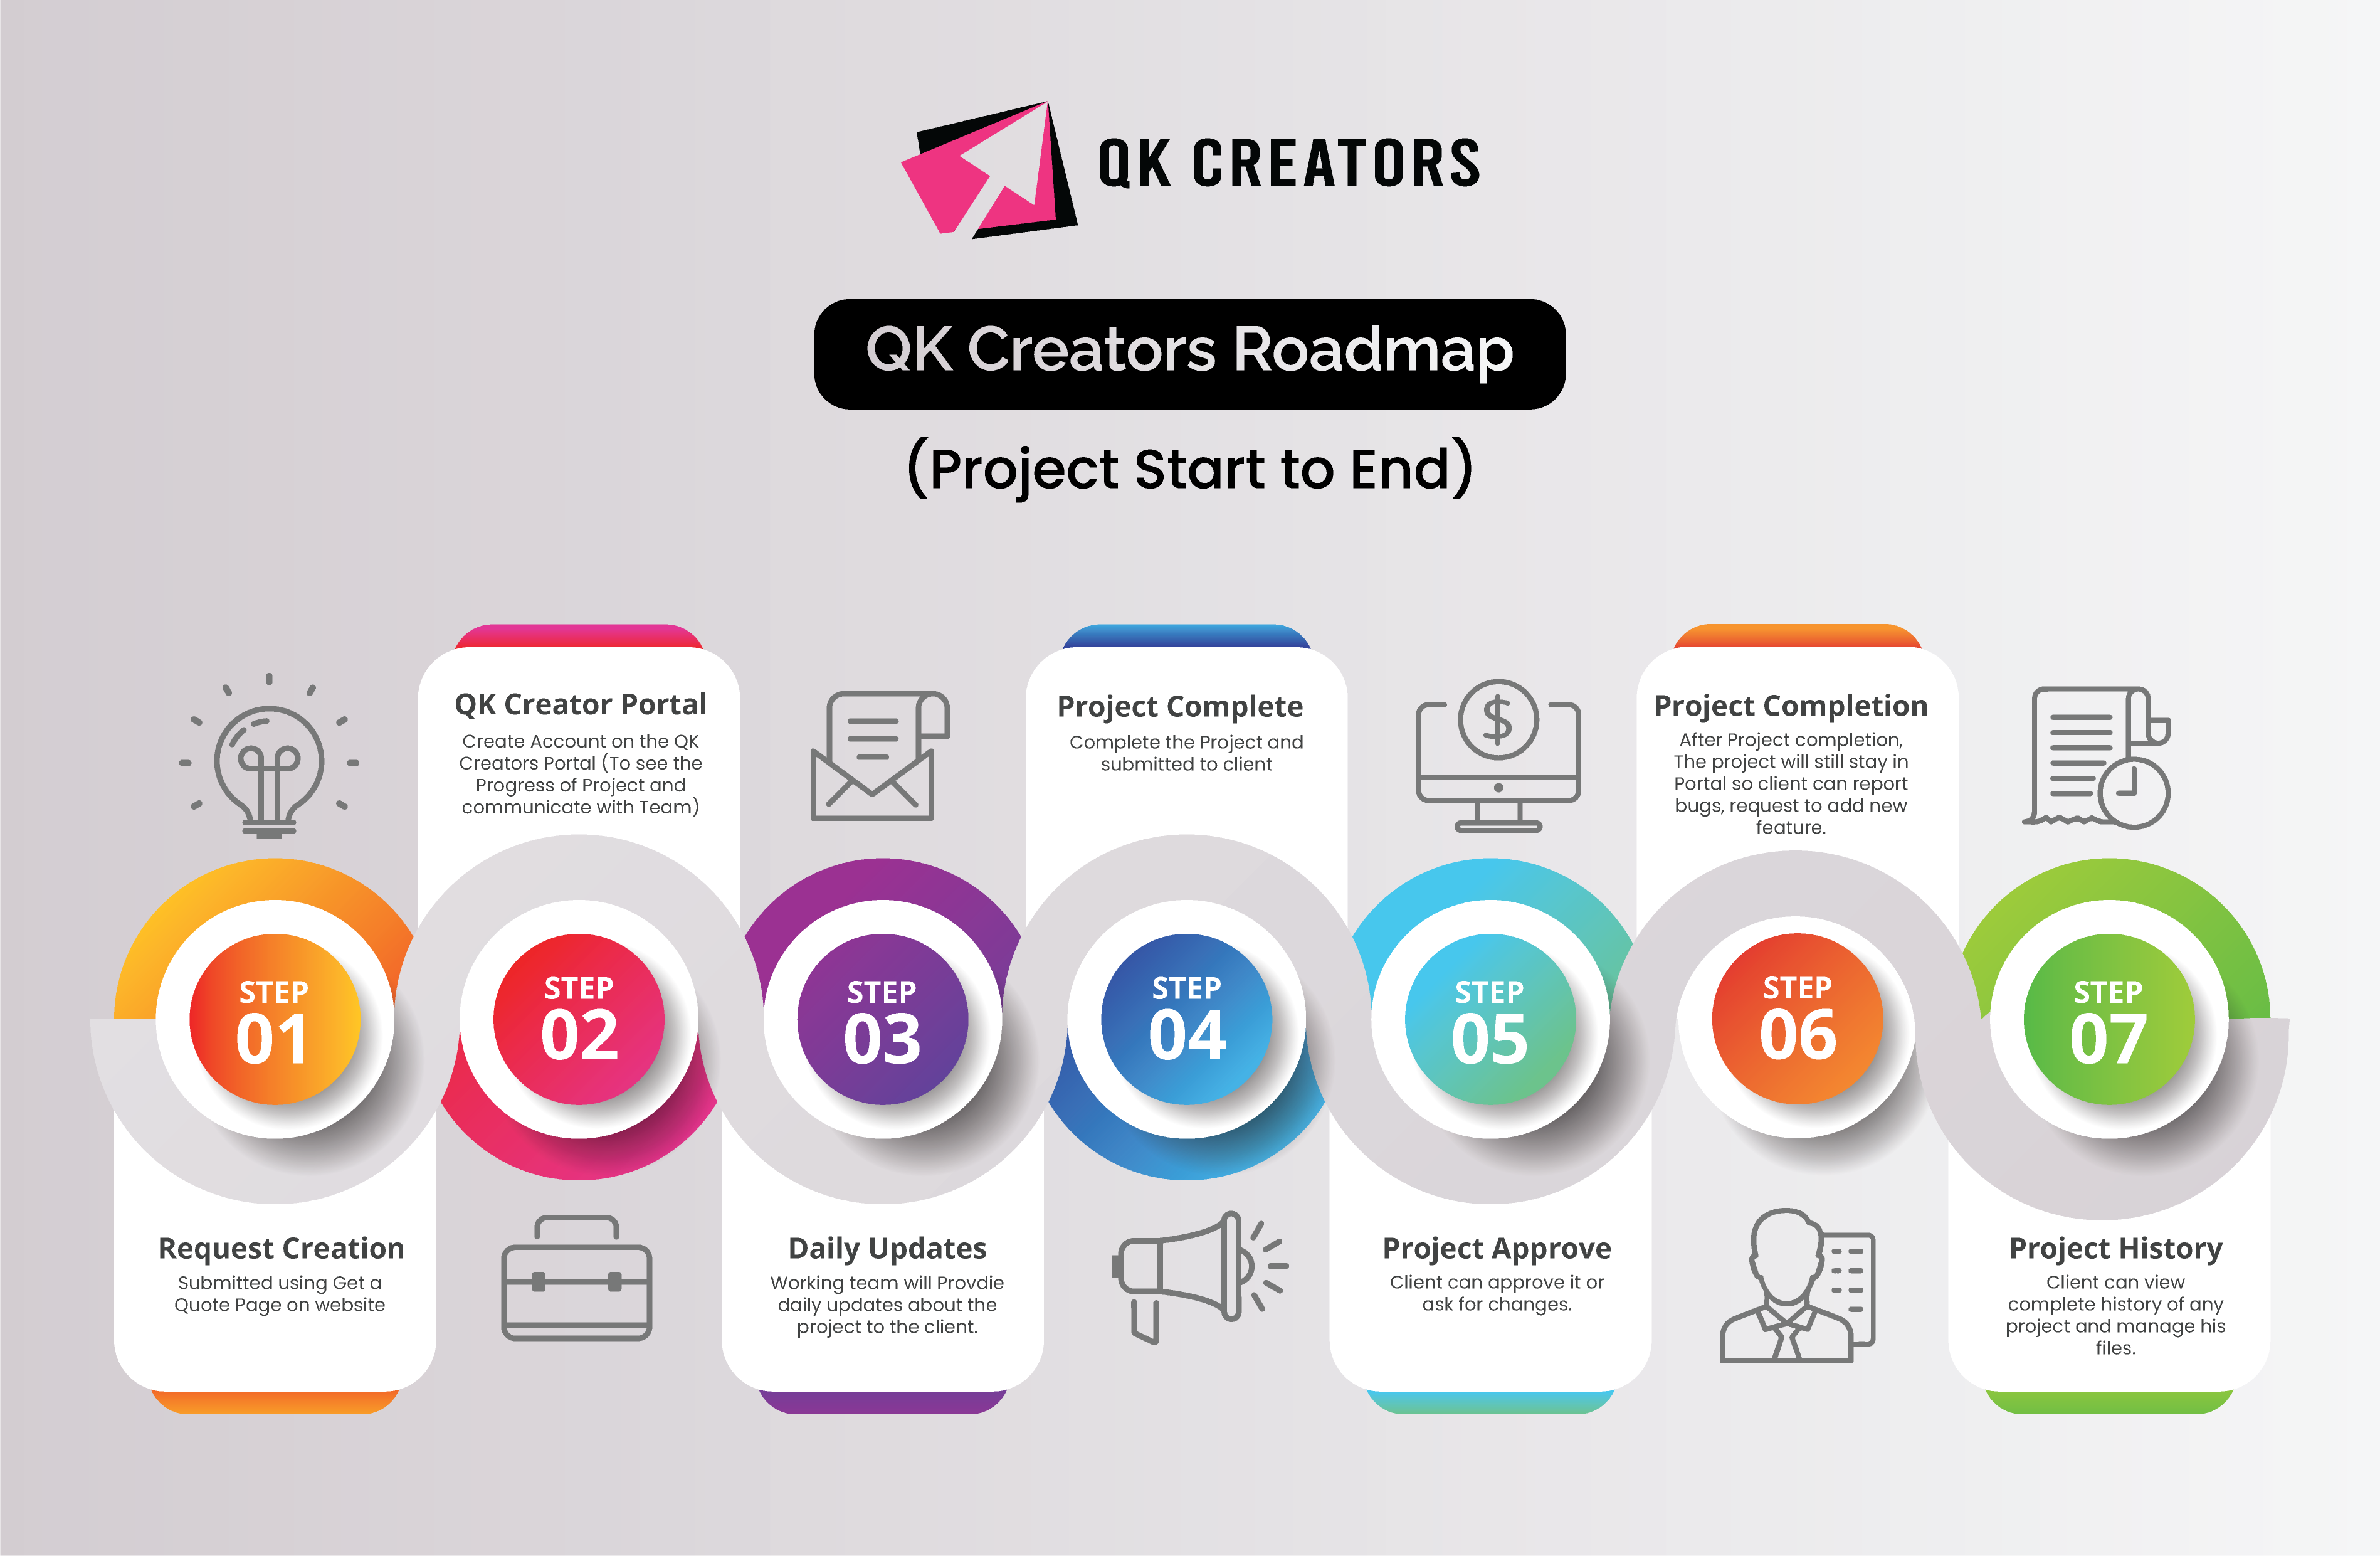 QK CREATORS
QK Creators Roadmap
(Project Start to End)
STEP
01
Request Creation
Submitted using Get a
Quote Page on website
QK Creator Portal
Create Account on the QK
Creators Portal (To see the
Progress of Project and
communicate with Team)
STEP
02
STEP
03
Daily Updates
Working team will Provdie
daily updates about the
project to the client.
Project Complete
Complete the Project and
submitted to client
STEP
04
STEP
05
Project Approve
Client can approve it or
ask for changes.
Project Completion
After Project completion,
The project will still stay in
Portal so client can report
bugs, request to add new
feature.
STEP
06
STEP
07
Project History
Client can view
complete history of any
project and manage his
files.
$